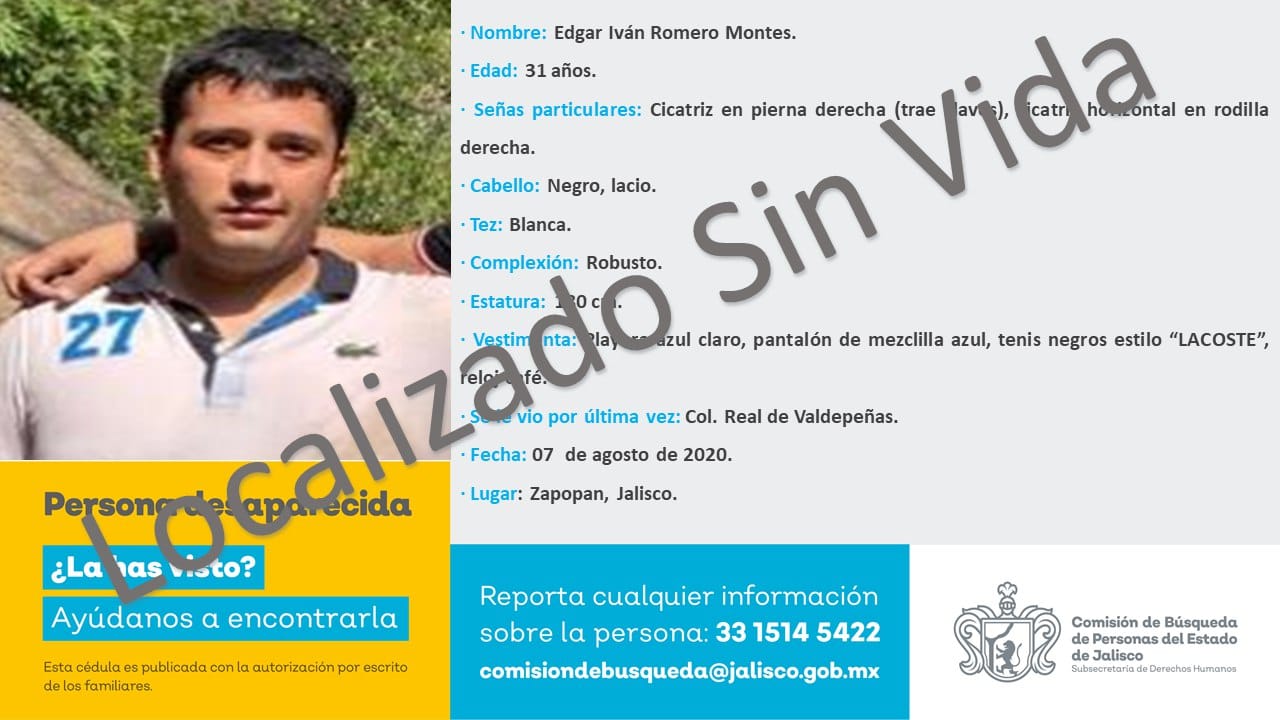 · Nombre: Edgar Iván Romero Montes.
· Edad: 31 años.
· Señas particulares: Cicatriz en pierna derecha (trae clavos), cicatriz horizontal en rodilla
derecha.
· Cabello: Negro, lacio.
· Tez: Blanca.
· Complexión: Robusto.
· Estatura: cm.
· Vestimenta: Playera azul claro, pantalón de mezclilla azul, tenis negros estilo “LACOSTE”,
reloj café.
· Se le vio por última vez: Col. Real de Valdepeñas.
· Fecha: 07 de agosto de 2020.
· Lugar: Zapopan, Jalisco.
Localizado Sin Vida
27
Persona desaparecida
¿La has visto?
Ayúdanos a encontrarla
Esta cédula es publicada con la autorización por escrito
de los familiares.
Reporta cualquier información
sobre la persona: 33 1514 5422
comisiondebusqueda@jalisco.gob.mx
Comisión de Búsqueda
de Personas del Estado
de Jalisco
Subsecretaría de Derechos Humanos